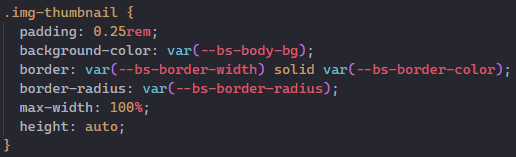 .img-thumbnail {
  padding: 0.25rem;
  background-color: var(--bs-body-bg);
  border: var(--bs-border-width) solid var(--bs-border-color);
  border-radius: var(--bs-border-radius);
  max-width: 100%;
  height: auto;
}